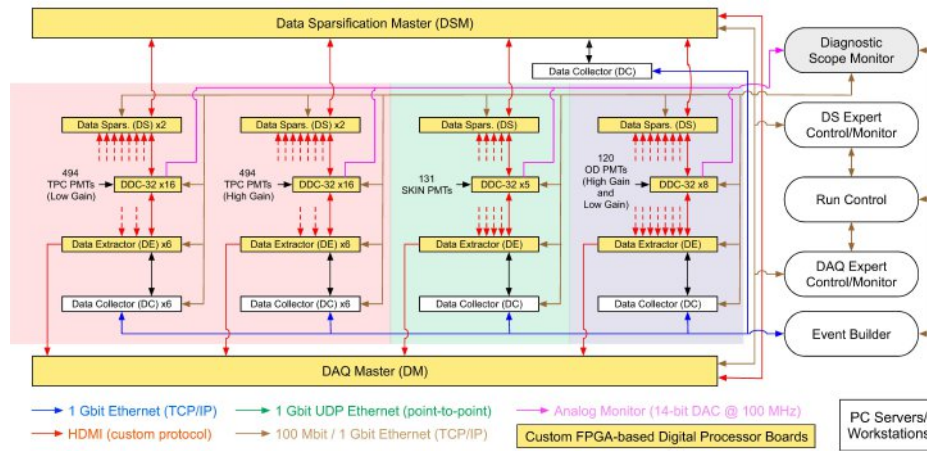 Data Sparsification Master (DSM)
Diagnostic
Scope Monitor
Data Collector (DC)
Data Spars. (DS) x2
Data Spars. (DS) x2
Data Spars. (DS)
Data Spars. (DS)
DS Expert
Control/Monitor
494
TPC PMTs
(Low Gain)
DDC-32 x16
494
TPC PMTs
(High Gain)
DDC-32 x16
131
SKIN PMTs
DDC-32 x5
120
OD PMTs
(High Gain
and
Low Gain)
DDC-32 x8
Run Control
Data Extractor (DE) x6
Data Extractor (DE) x6
Data Extractor (DE)
Data Extractor (DE)
DAQ Expert
Control/Monitor
Data Collector (DC) x6
Data Collector (DC) x6
Data Collector (DC)
Data Collector (DC)
Event Builder
DAQ Master (DM)
1 Gbit Ethernet (TCP/IP)
1 Gbit UDP Ethernet (point-to-point)
Analog Monitor (14-bit DAC @ 100 MHz)
HDMI (custom protocol)
100 Mbit / 1 Gbit Ethernet (TCP/IP)
Custom FPGA-based Digital Processor Boards
PC Servers/
Workstations